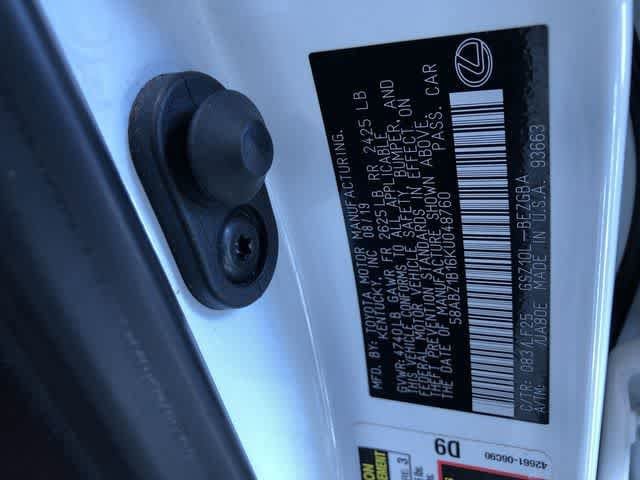 MFD. BY: TOYOTA MOTOR MANUFACTURING,
KENTUCKY, INC. 08/19
GVWR: 4740LB GAWR FR 2625LB RR 2425 LB
THIS VEHICLE CONFORMS TO ALL APPLICABLE
FEDERAL MOTOR VEHICLE SAFETY, BUMPER, AND
THEFT PREVENTION STANDARDS IN EFFECT ON
THE DATE OF MANUFACTURE SHOWN ABOVE.
58ABZ1B16KU048760 PASS. CAR
C/TR: 083/LF25 GSZ10L-BEZGBA
A/TM: /UA80E MADE IN U.S.A. 93663
42661-06C90
D9